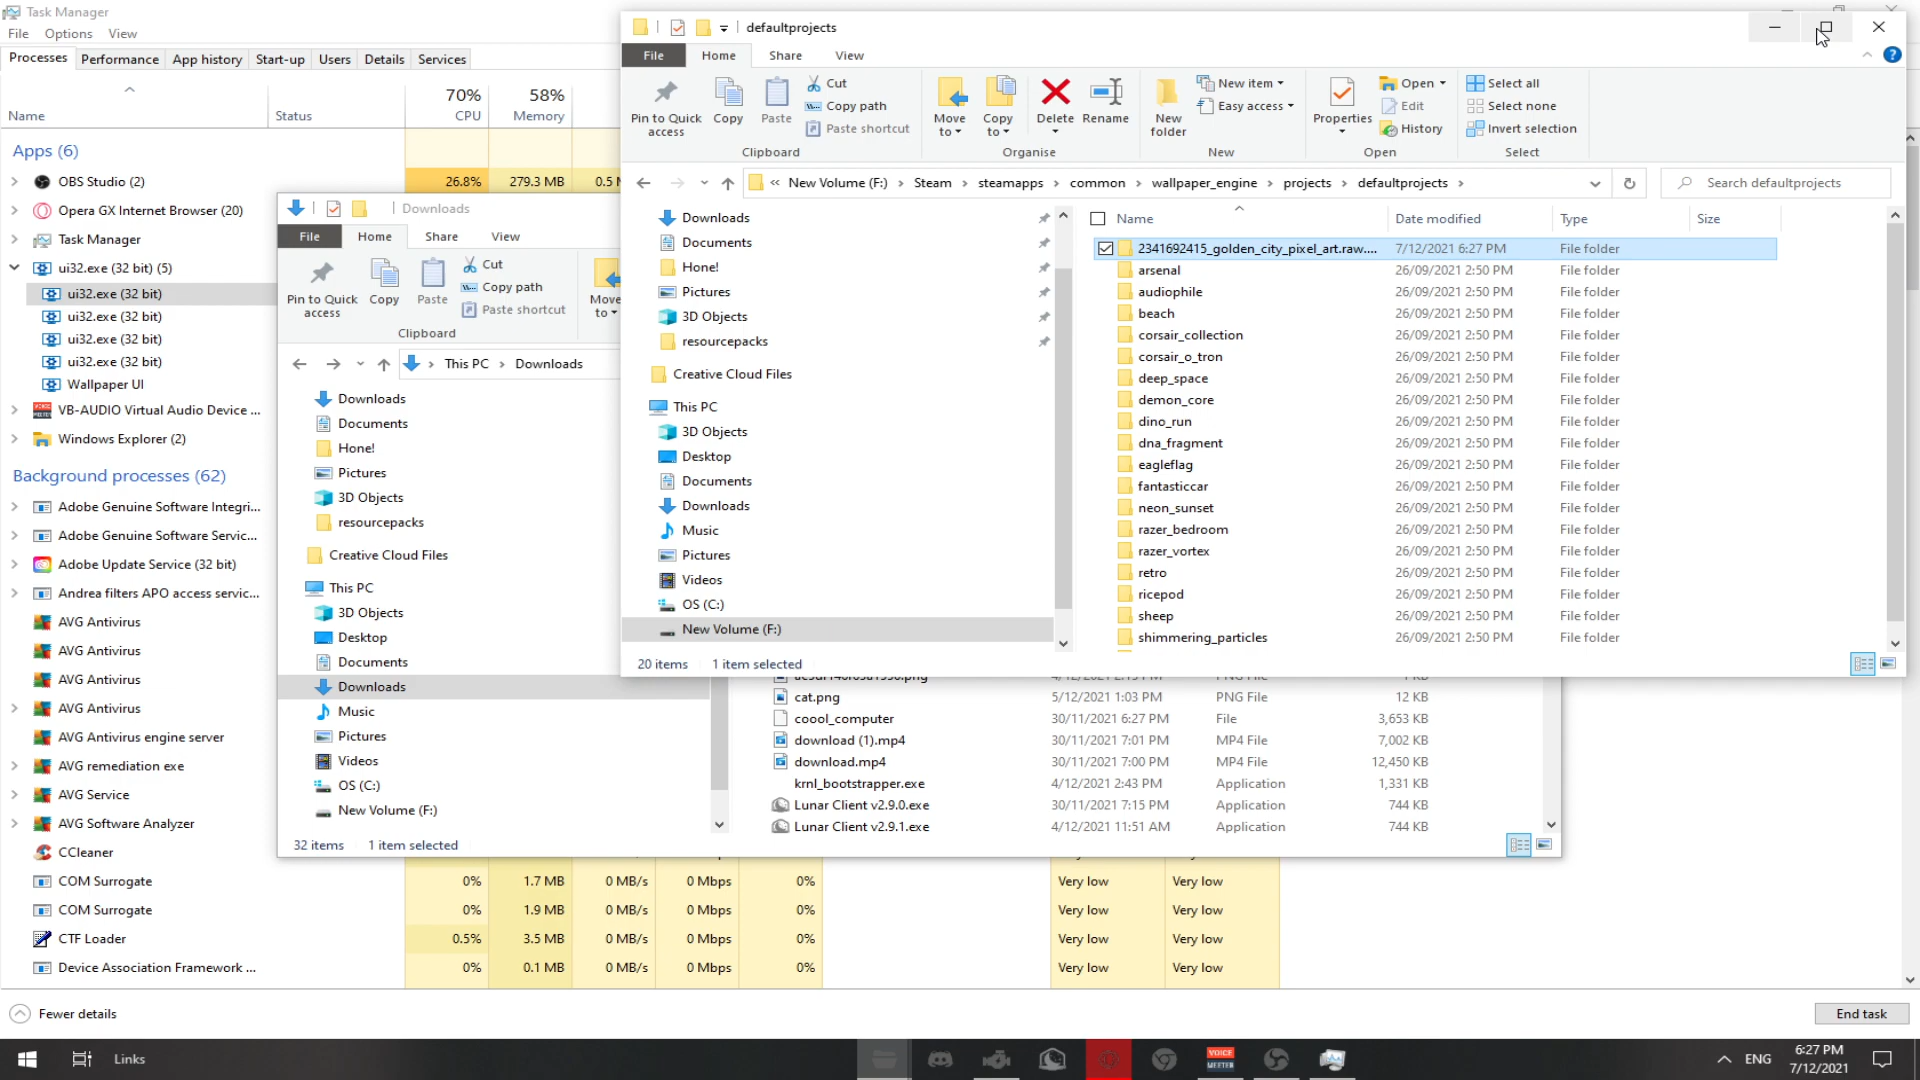 Task Manager
File Options View
Processes Performance App history Start-up Users Details Services
70% 58%
Name Status CPU Memory
Apps (6)
OBS Studio (2) 26.8% 279.3 MB
Opera GX Internet Browser (20)
Task Manager
ui32.exe (32 bit) (5)
ui32.exe (32 bit)
ui32.exe (32 bit)
ui32.exe (32 bit)
ui32.exe (32 bit)
Wallpaper UI
VB-AUDIO Virtual Audio Device ...
Windows Explorer (2)
Background processes (62)
Adobe Genuine Software Integri...
Adobe Genuine Software Servic...
Adobe Update Service (32 bit)
Andrea filters APO access servic...
AVG Antivirus
AVG Antivirus
AVG Antivirus
AVG Antivirus
AVG Antivirus engine server
AVG remediation exe
AVG Service
AVG Software Analyzer
CCleaner
COM Surrogate 0% 1.7 MB 0 MB/s 0 Mbps 0% Very low Very low
COM Surrogate 0% 1.9 MB 0 MB/s 0 Mbps 0% Very low Very low
CTF Loader 0.5% 3.5 MB 0 MB/s 0 Mbps 0% Very low Very low
Device Association Framework ... 0% 0.1 MB 0 MB/s 0 Mbps 0% Very low Very low
Fewer details
End task
Downloads
File Home Share View
Pin to Quick access
Copy
Paste
Cut
Copy path
Paste shortcut
Move to
Clipboard
This PC > Downloads
Downloads
Documents
Hone!
Pictures
3D Objects
resourcepacks
Creative Cloud Files
This PC
3D Objects
Desktop
Documents
Downloads
Music
Pictures
Videos
OS (C:)
New Volume (F:)
cat.png 5/12/2021 1:03 PM PNG File 12 KB
coool_computer 30/11/2021 6:27 PM File 3,653 KB
download (1).mp4 30/11/2021 7:01 PM MP4 File 7,002 KB
download.mp4 30/11/2021 7:00 PM MP4 File 12,450 KB
krnl_bootstrapper.exe 4/12/2021 2:43 PM Application 1,331 KB
Lunar Client v2.9.0.exe 30/11/2021 7:15 PM Application 744 KB
Lunar Client v2.9.1.exe 4/12/2021 11:51 AM Application 744 KB
32 items 1 item selected
defaultprojects
File Home Share View
Pin to Quick access
Copy
Paste
Cut
Copy path
Paste shortcut
Clipboard
Move to
Copy to
Delete
Rename
Organise
New folder
New item
Easy access
New
Properties
Open
Edit
History
Open
Select all
Select none
Invert selection
Select
« New Volume (F:) > Steam > steamapps > common > wallpaper_engine > projects > defaultprojects >
Search defaultprojects
Downloads
Documents
Hone!
Pictures
3D Objects
resourcepacks
Creative Cloud Files
This PC
3D Objects
Desktop
Documents
Downloads
Music
Pictures
Videos
OS (C:)
New Volume (F:)
Name Date modified Type Size
2341692415_golden_city_pixel_art.raw.... 7/12/2021 6:27 PM File folder
arsenal 26/09/2021 2:50 PM File folder
audiophile 26/09/2021 2:50 PM File folder
beach 26/09/2021 2:50 PM File folder
corsair_collection 26/09/2021 2:50 PM File folder
corsair_o_tron 26/09/2021 2:50 PM File folder
deep_space 26/09/2021 2:50 PM File folder
demon_core 26/09/2021 2:50 PM File folder
dino_run 26/09/2021 2:50 PM File folder
dna_fragment 26/09/2021 2:50 PM File folder
eagleflag 26/09/2021 2:50 PM File folder
fantasticcar 26/09/2021 2:50 PM File folder
neon_sunset 26/09/2021 2:50 PM File folder
razer_bedroom 26/09/2021 2:50 PM File folder
razer_vortex 26/09/2021 2:50 PM File folder
retro 26/09/2021 2:50 PM File folder
ricepod 26/09/2021 2:50 PM File folder
sheep 26/09/2021 2:50 PM File folder
shimmering_particles 26/09/2021 2:50 PM File folder
20 items 1 item selected
Links
VOICE MEETER
ENG
6:27 PM
7/12/2021